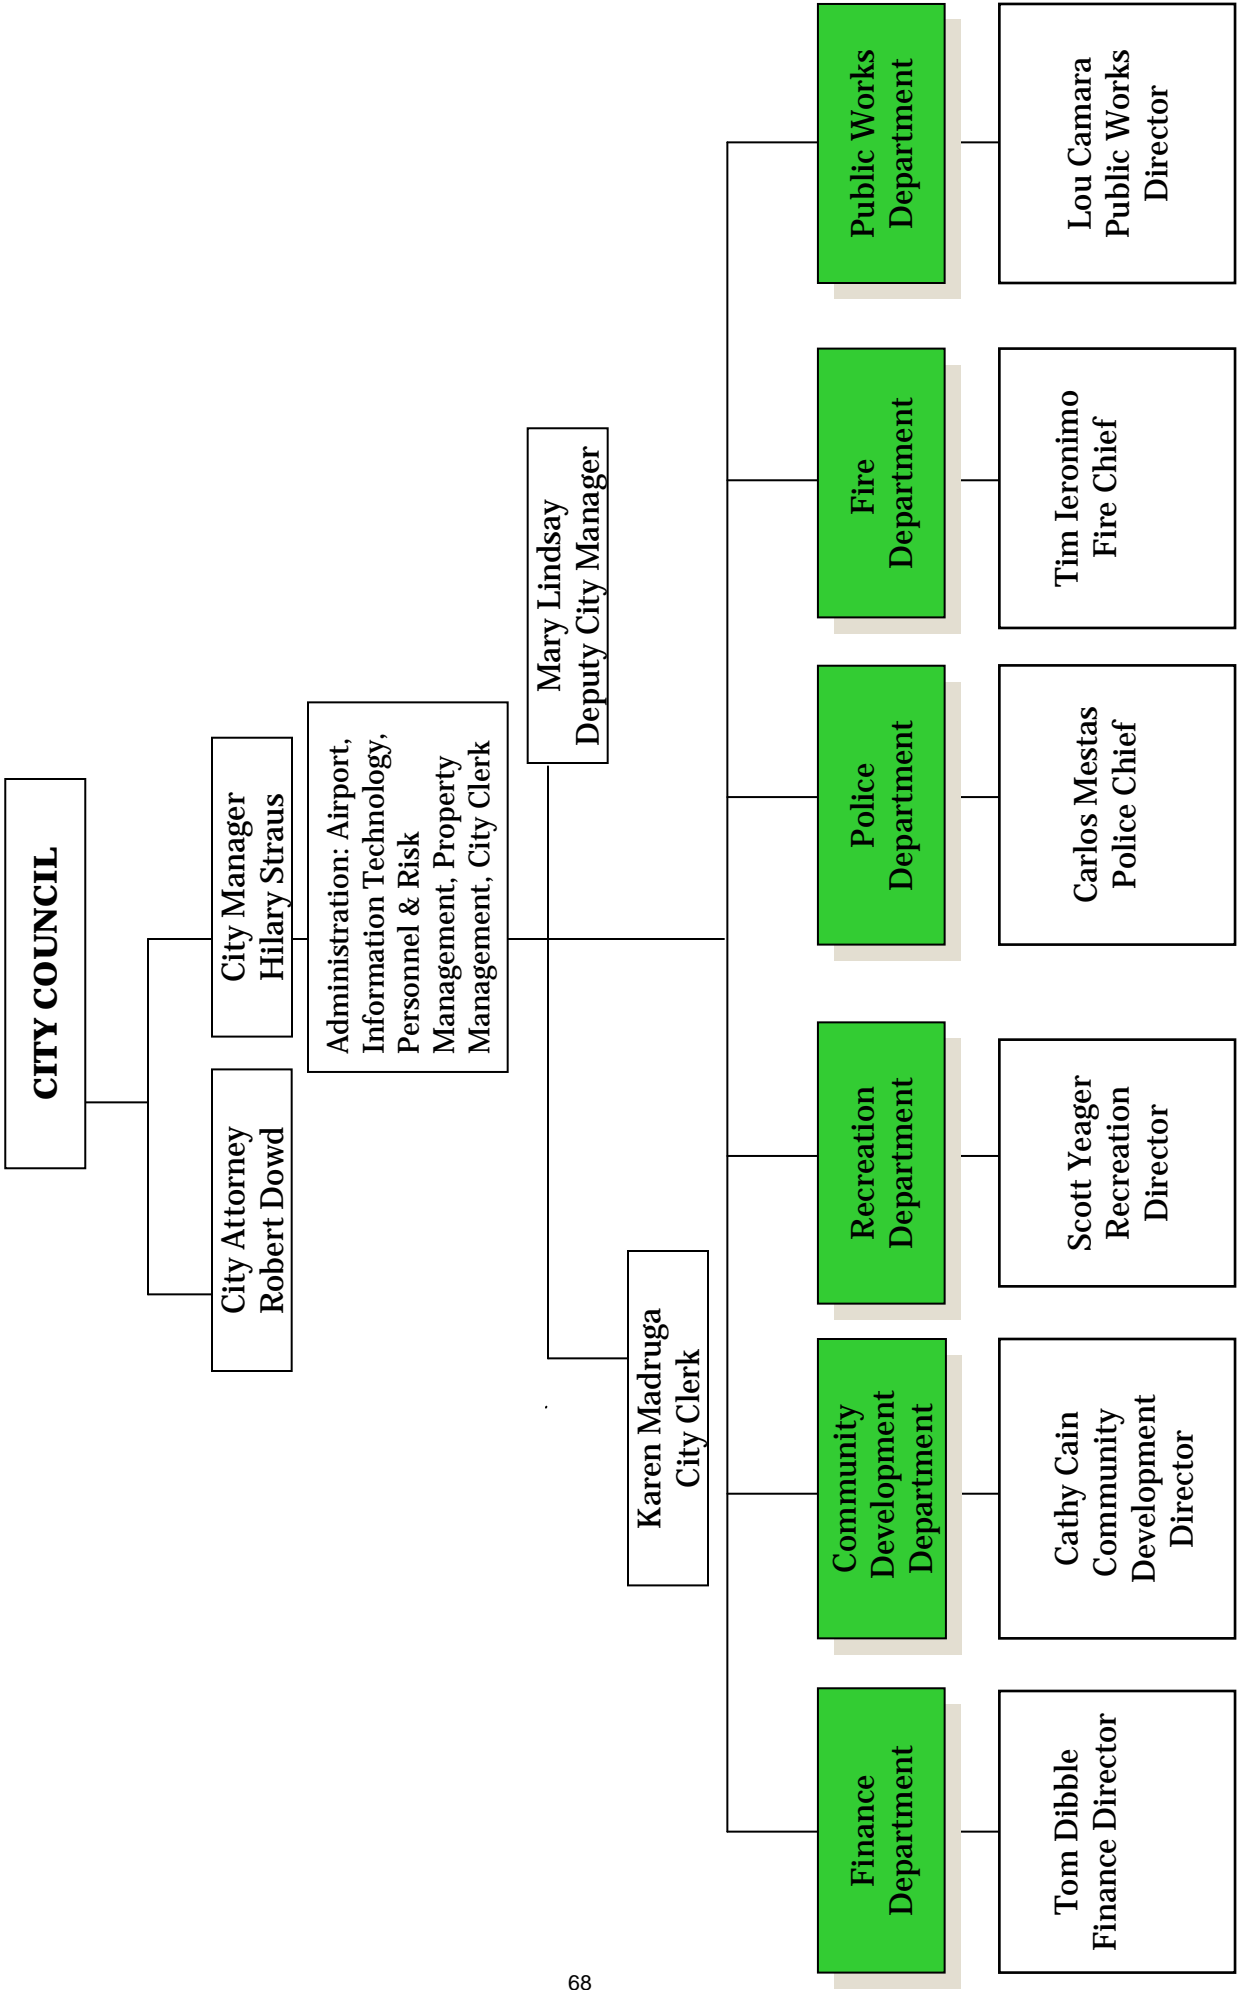 CITY COUNCIL
City Attorney
Robert Dowd
City Manager
Hilary Straus
Administration: Airport,
Information Technology,
Personnel & Risk
Management, Property
Management, City Clerk
Mary Lindsay
Deputy City Manager
Karen Madruga
City Clerk
Finance
Department
Community
Development
Department
Recreation
Department
Police
Department
Fire
Department
Public Works
Department
Tom Dibble
Finance Director
Cathy Cain
Community
Development
Director
Scott Yeager
Recreation
Director
Carlos Mestas
Police Chief
Tim Ieronimo
Fire Chief
Lou Camara
Public Works
Director
68